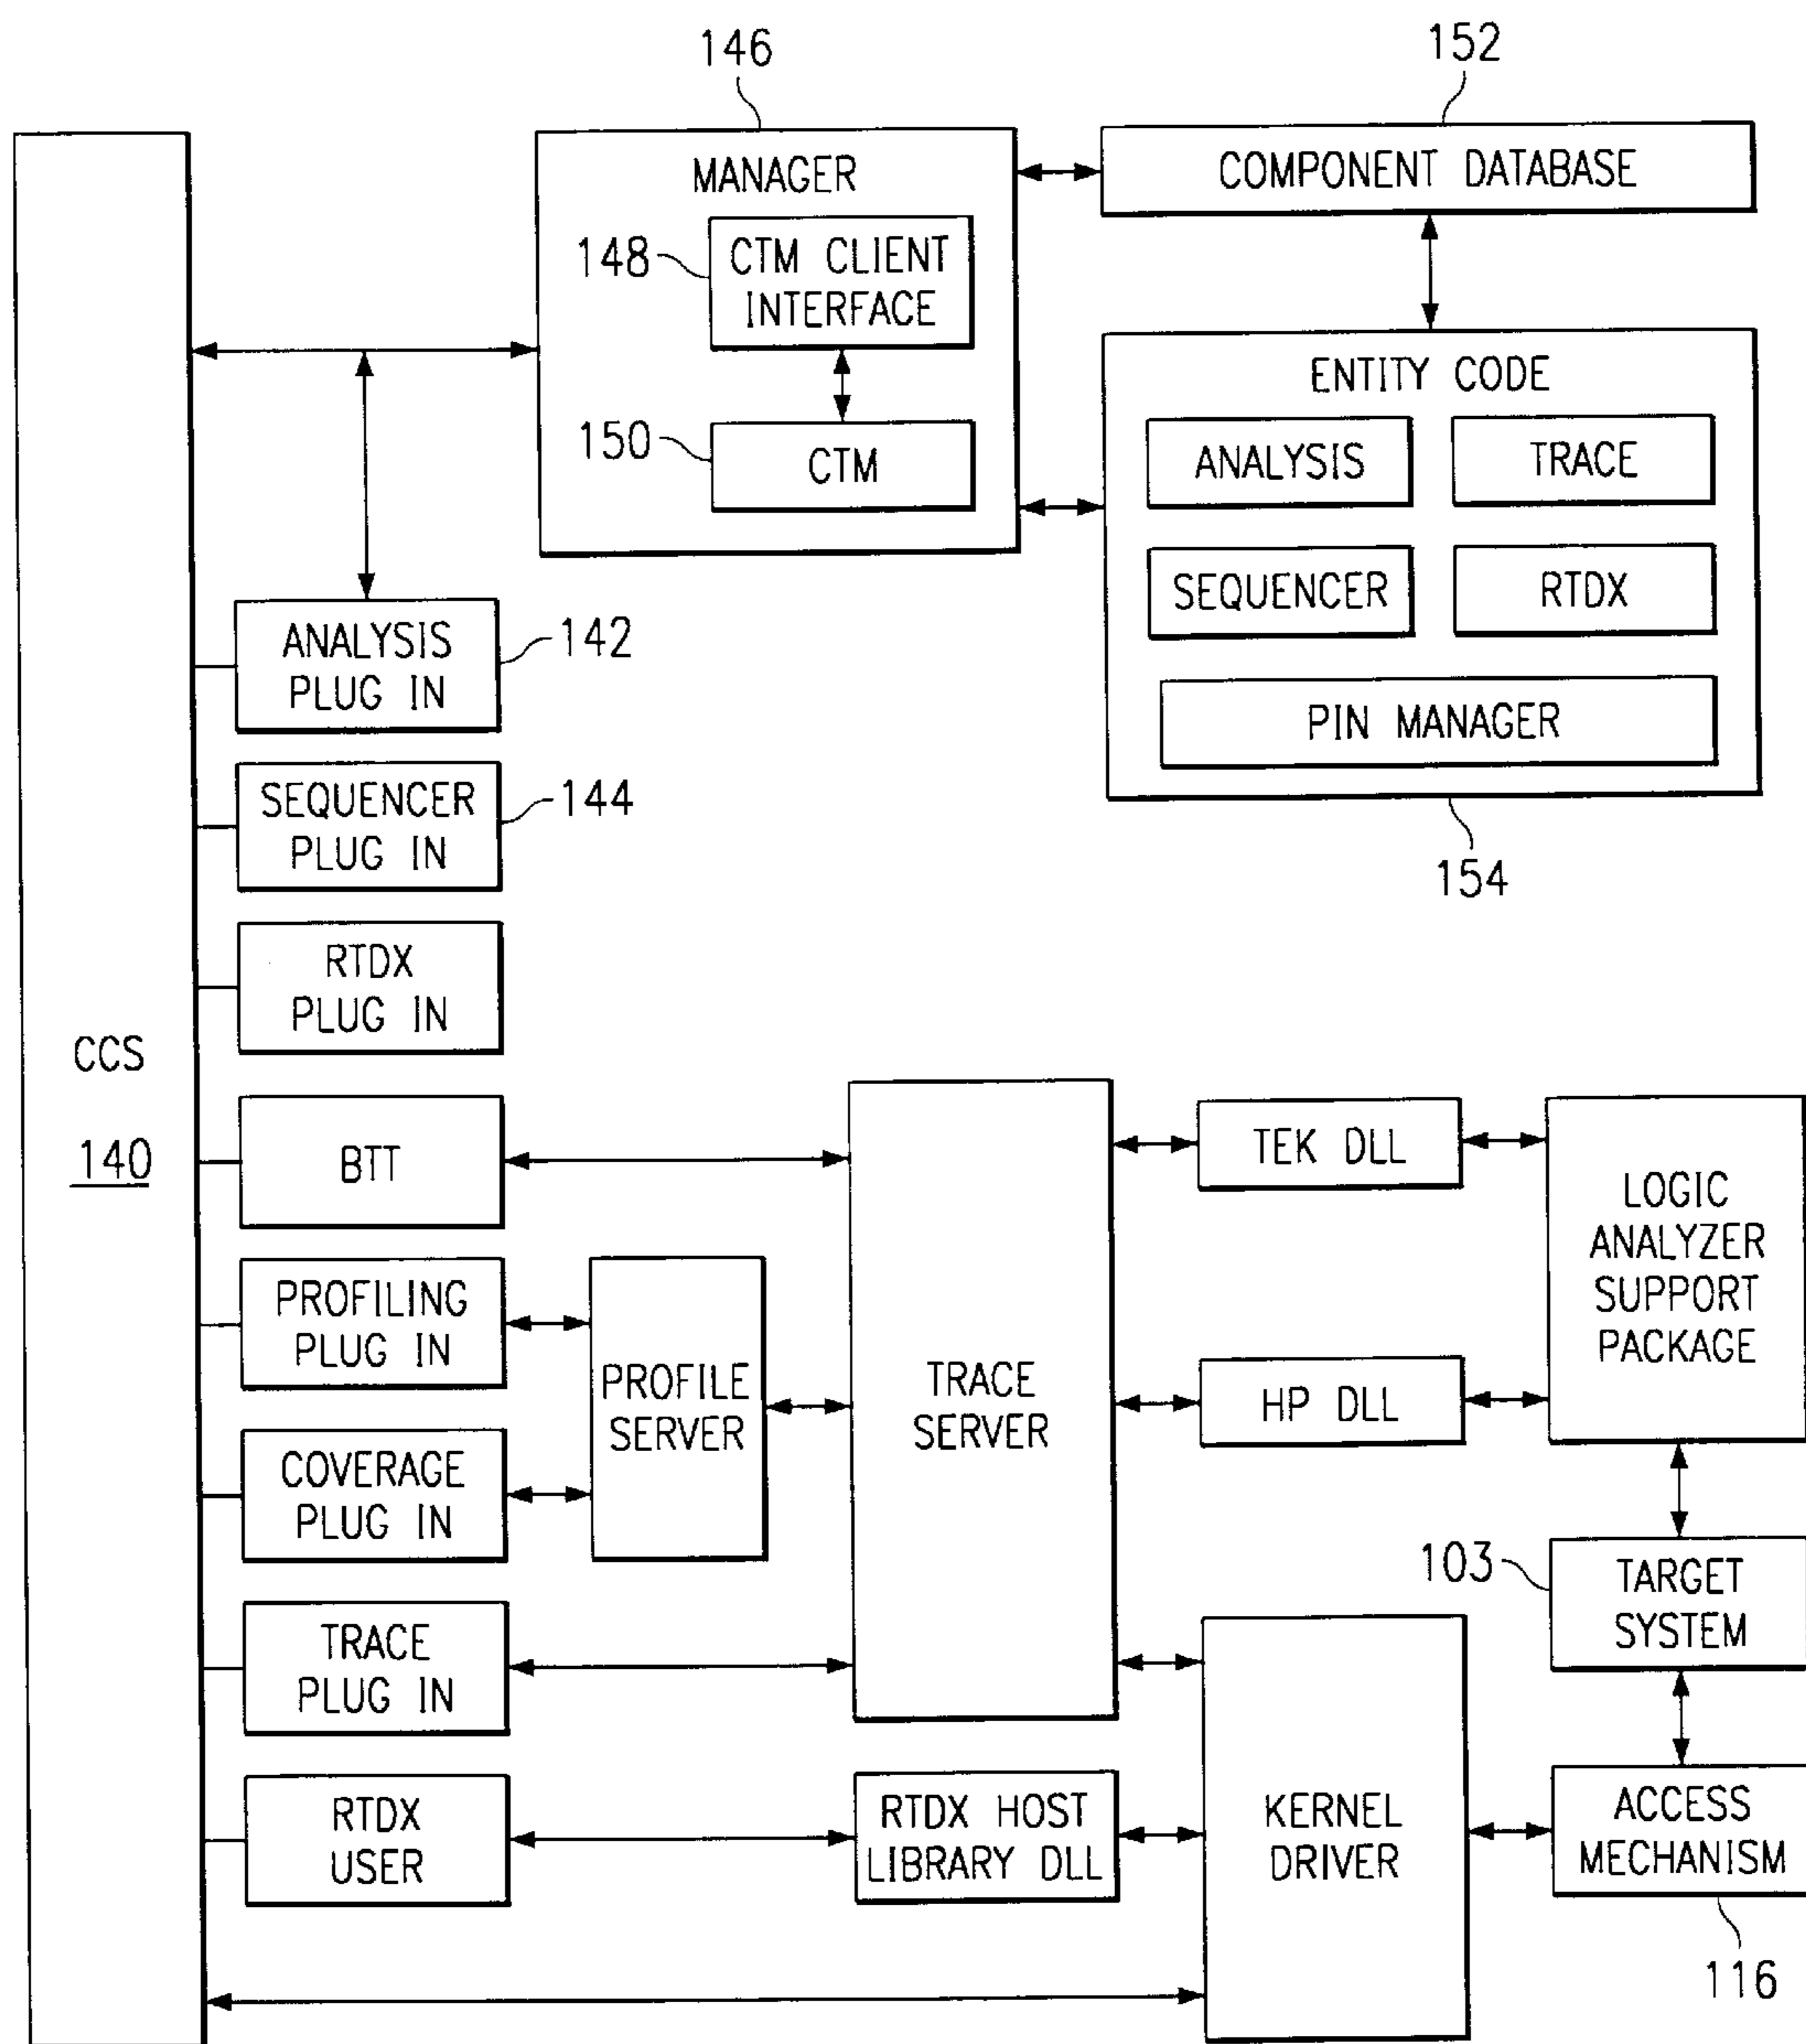 146
152
MANAGER
COMPONENT DATABASE
148
CTM CLIENT
INTERFACE
150
CTM
ENTITY CODE
ANALYSIS
TRACE
SEQUENCER
RTDX
PIN MANAGER
154
ANALYSIS
PLUG IN
142
SEQUENCER
PLUG IN
144
RTDX
PLUG IN
CCS
140
BTT
PROFILING
PLUG IN
COVERAGE
PLUG IN
PROFILE
SERVER
TRACE
SERVER
TEK DLL
HP DLL
LOGIC
ANALYZER
SUPPORT
PACKAGE
103
TARGET
SYSTEM
TRACE
PLUG IN
RTDX
USER
RTDX HOST
LIBRARY DLL
KERNEL
DRIVER
ACCESS
MECHANISM
116